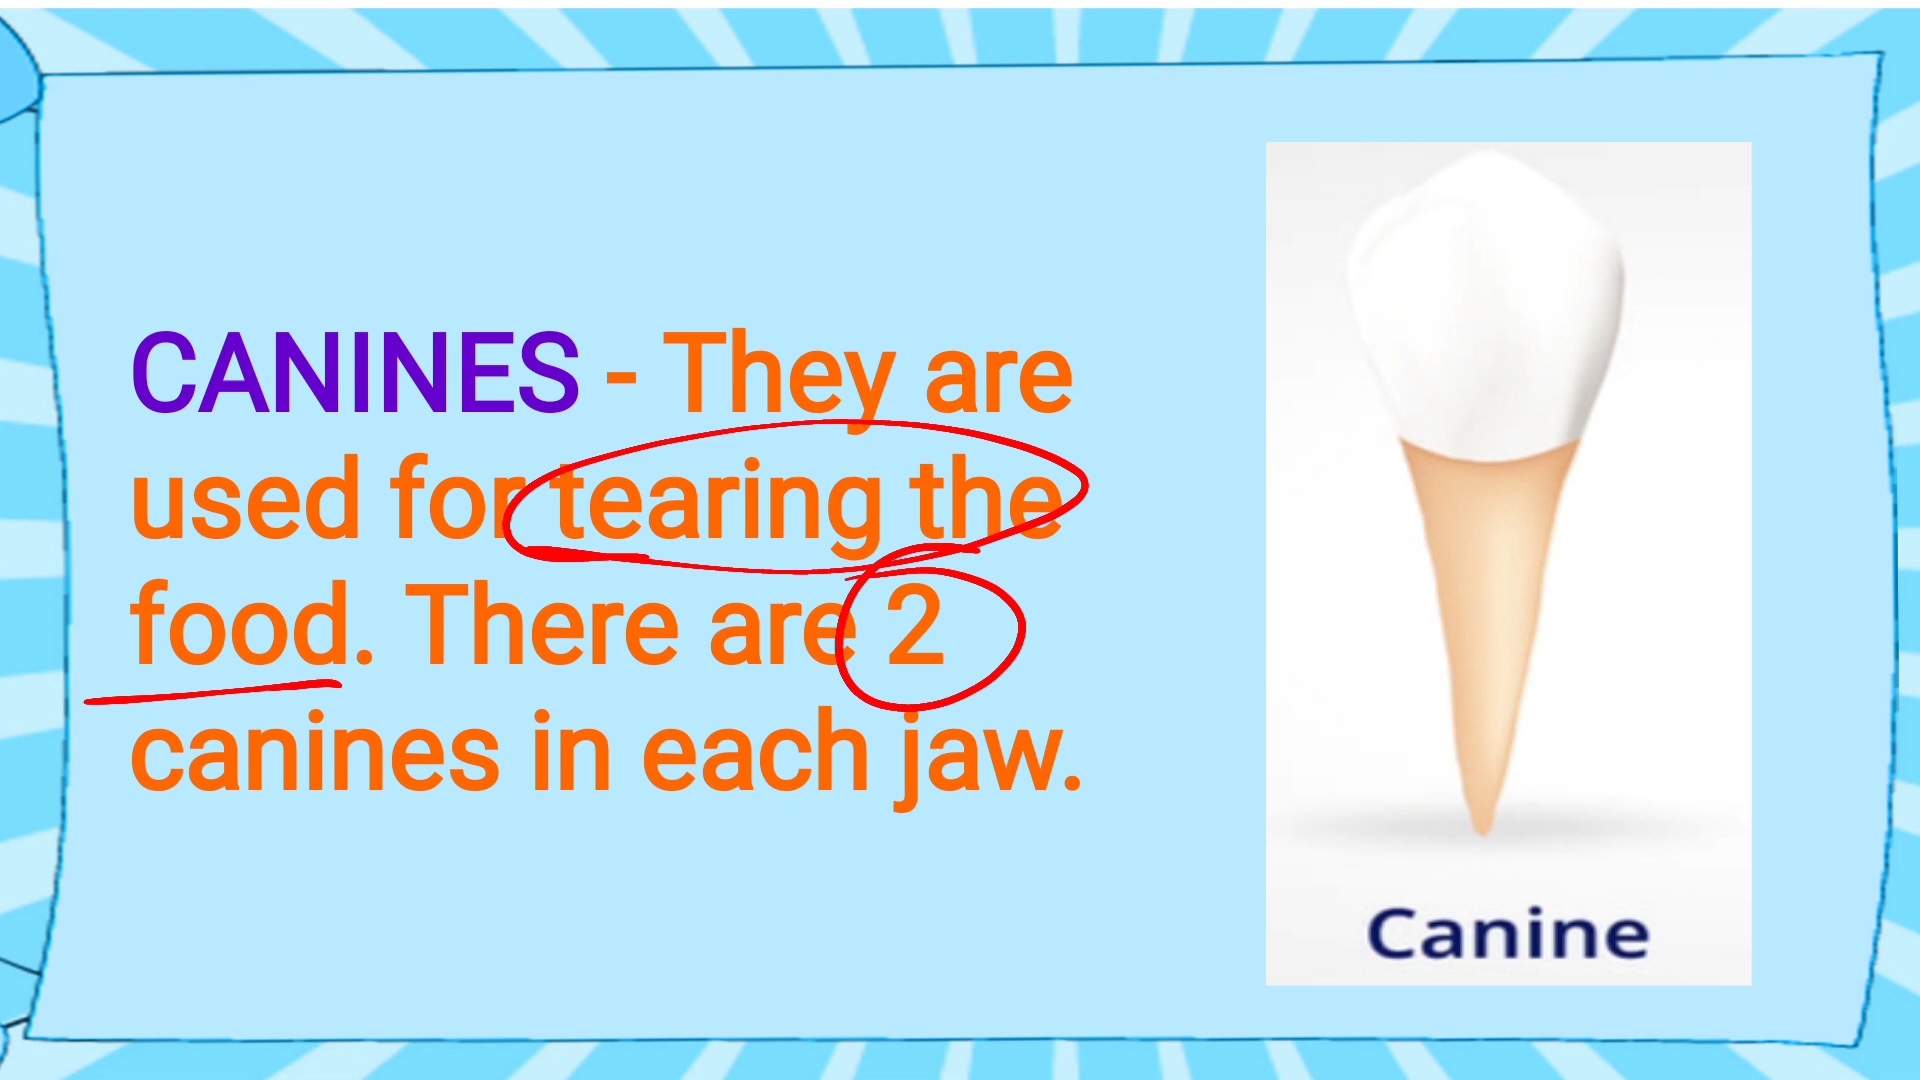 CANINES - They are
used for tearing the
food. There are 2
canines in each jaw.
Canine